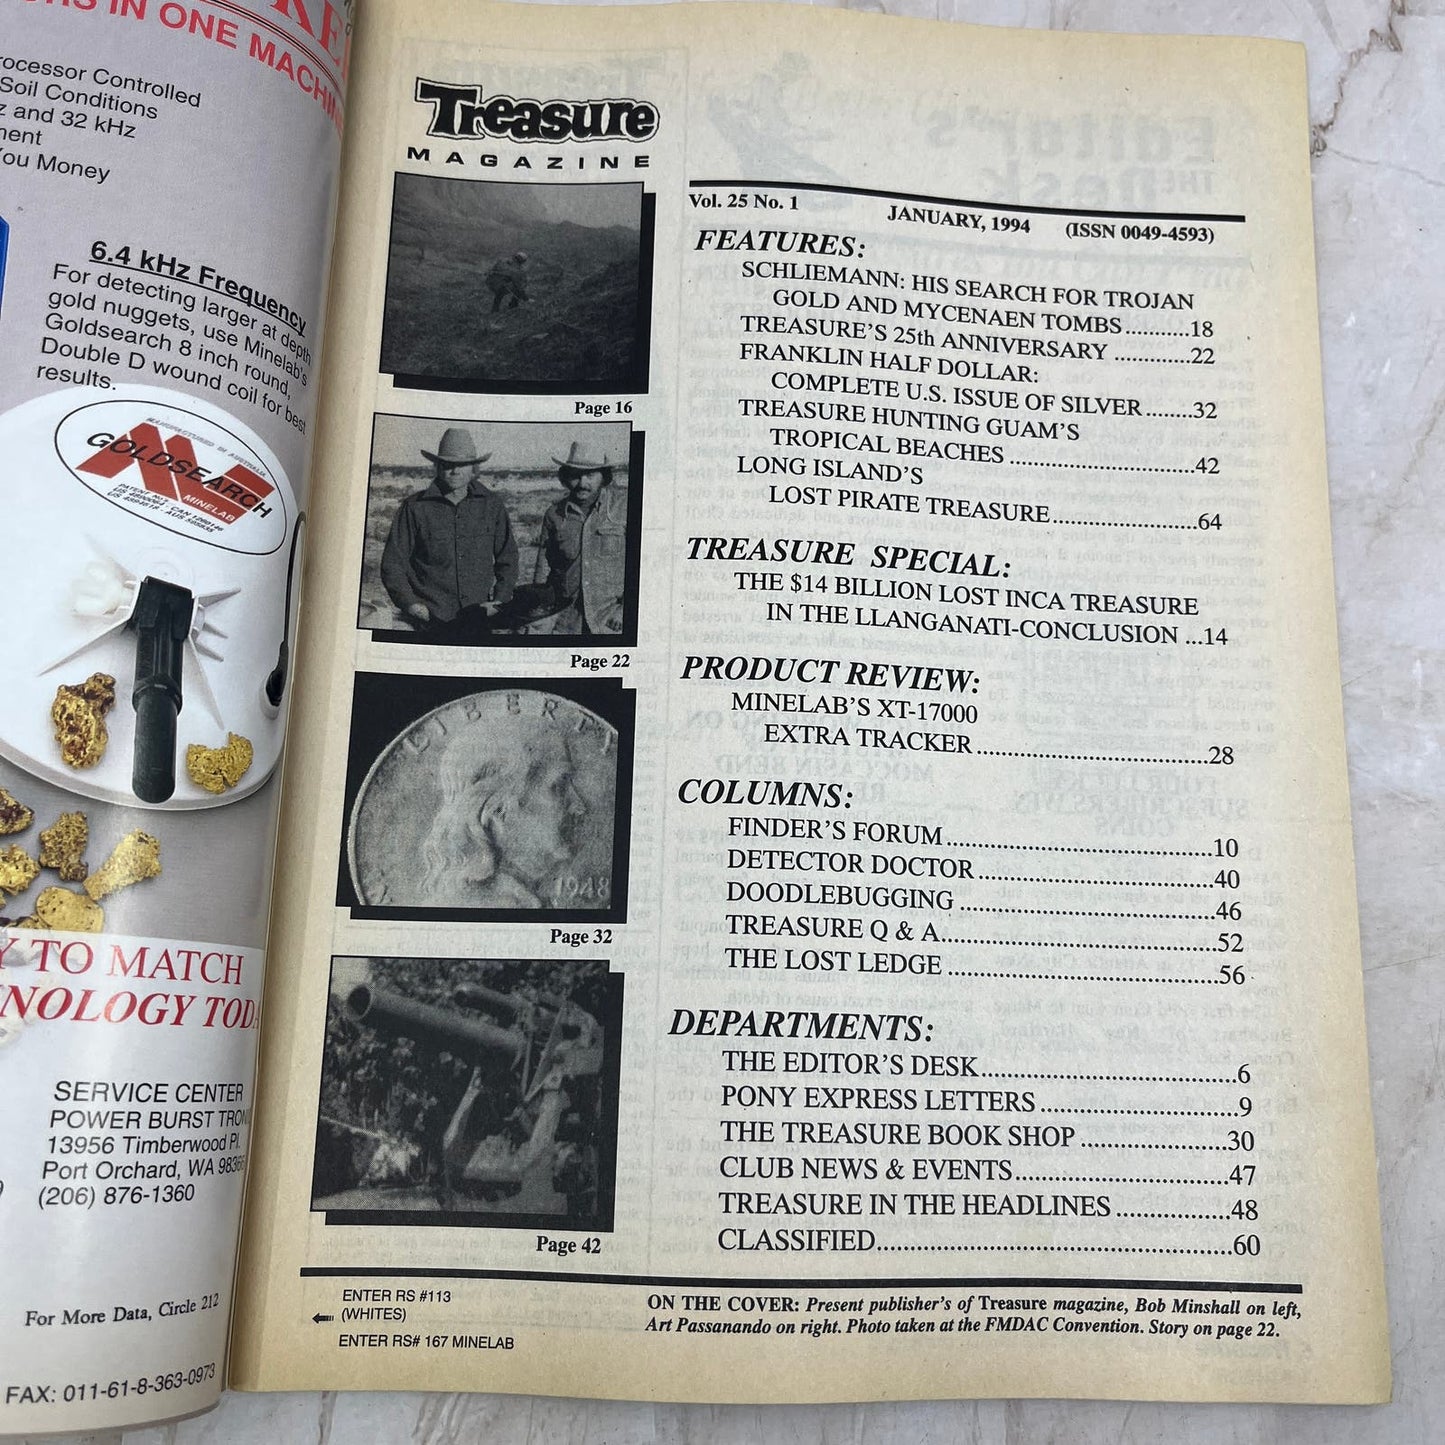 IN ONE MACHINE
Processor Controlled
Soil Conditions
z and 32 kHz
You Money
6.4 kHz Frequency
For detecting larger at depth
gold nuggets, use Minelab's
Goldsearch 8 inch round,
Double D wound coil for best
results.
MANUFACTURED IN AUSTRALIA
GOLDSEARCH
MINELAB
TO MATCH
SERVICE CENTER
POWER BURST
13956 Timberwood Pl.
Port Orchard, WA
(206) 876-1360
For More Data, Circle 212
FAX: 011-61-8-363-0973
Treasure
MAGAZINE
Page 16
Page 22
LIBERTY
1948
Page 32
Page 42
Vol. 25 No. 1 JANUARY, 1994 (ISSN 0049-4593)
FEATURES:
SCHLIEMANN: HIS SEARCH FOR TROJAN
GOLD AND MYCENAEN TOMBS...........18
TREASURE'S 25th ANNIVERSARY .............22
FRANKLIN HALF DOLLAR:
COMPLETE U.S. ISSUE OF SILVER........32
TREASURE HUNTING GUAM'S
TROPICAL BEACHES ................................42
LONG ISLAND'S
LOST PIRATE TREASURE.........................64
TREASURE SPECIAL:
THE $14 BILLION LOST INCA TREASURE
IN THE LLANGANATI-CONCLUSION ...14
PRODUCT REVIEW:
MINELAB'S XT-17000
EXTRA TRACKER....................................28
COLUMNS:
FINDER'S FORUM.........................................10
DETECTOR DOCTOR....................................40
DOODLEBUGGING .......................................46
TREASURE Q & A..........................................52
THE LOST LEDGE .........................................56
DEPARTMENTS:
THE EDITOR'S DESK.......................................6
PONY EXPRESS LETTERS..............................9
THE TREASURE BOOK SHOP ......................30
CLUB NEWS & EVENTS.................................47
TREASURE IN THE HEADLINES .................48
CLASSIFIED.....................................................60
ENTER RS #113
(WHITES)
ENTER RS# 167 MINELAB
ON THE COVER: Present publisher's of Treasure magazine, Bob Minshall on left,
Art Passanando on right. Photo taken at the FMDAC Convention. Story on page 22.